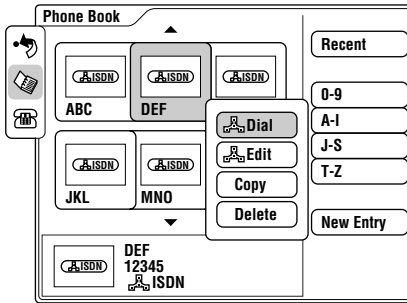 Phone Book
Recent
ISDN
ISDN
ISDN
ABC
DEF
0-9
A-I
J-S
T-Z
Dial
Edit
Copy
Delete
ISDN
ISDN
JKL
MNO
New Entry
ISDN
DEF
12345
ISDN